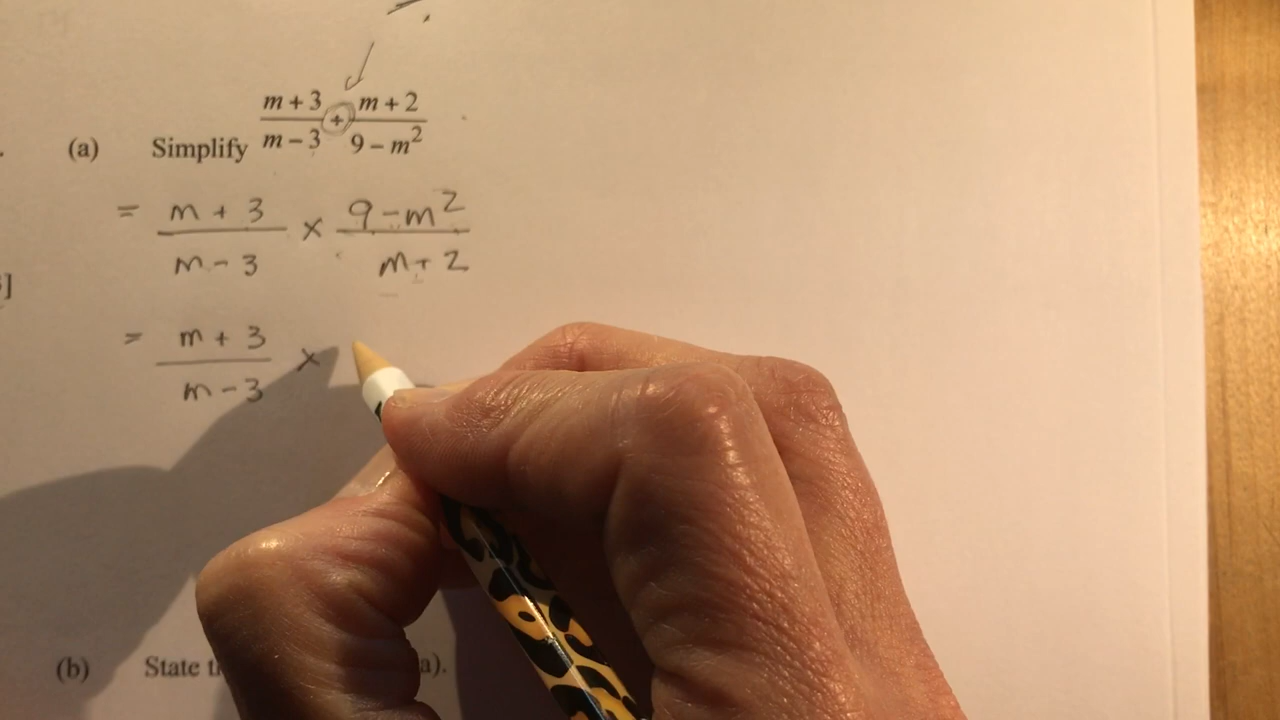 (a) Simplify (m + 3)/(m – 3) + (m + 2)/(9 – m²)
= (m + 3)/(m - 3) × (9 - m²)/(m + 2)
= (m + 3)/(m - 3) ×
(b) State a).